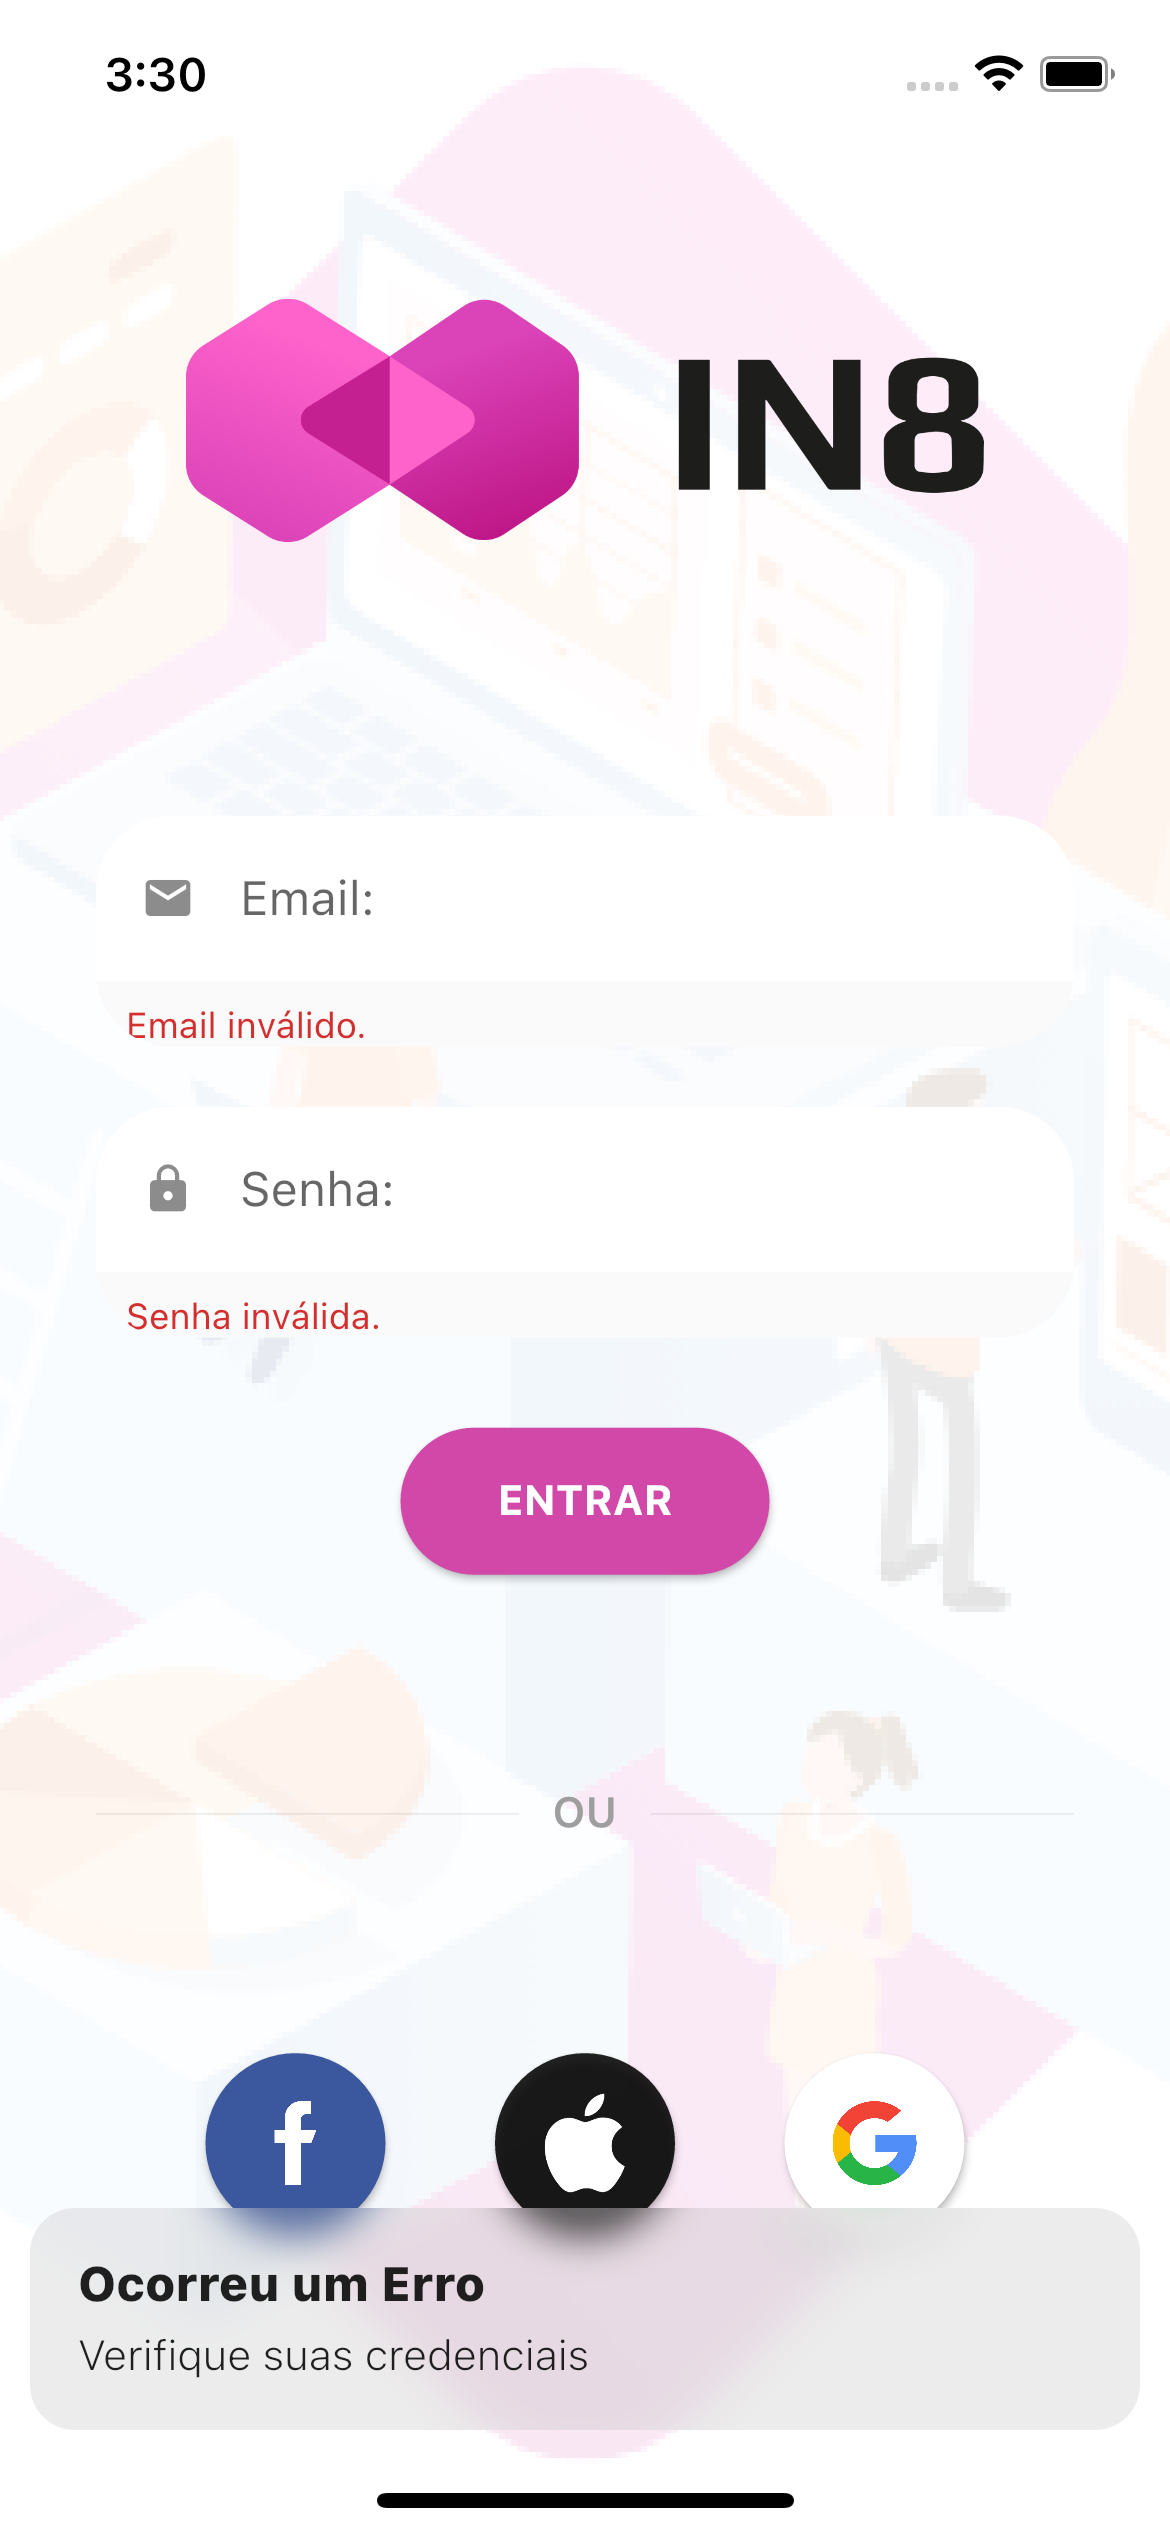 3:30
IN8
Email:
Email inválido.
Senha:
Senha inválida.
ENTRAR
OU
Ocorreu um Erro
Verifique suas credenciais